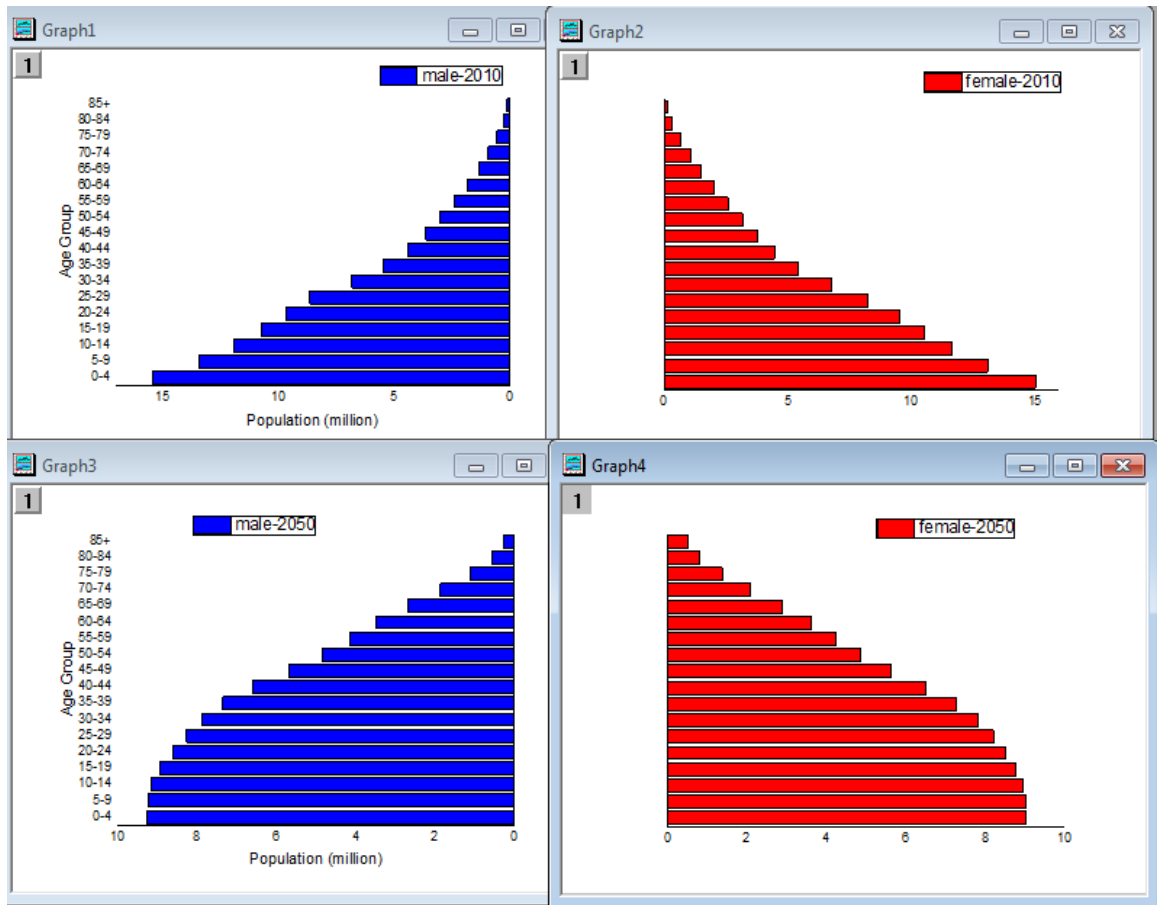 Graph1
1
male-2010
85+
80-84
75-79
70-74
65-69
60-64
55-59
50-54
45-49
40-44
35-39
30-34
25-29
20-24
15-19
10-14
5-9
0-4
Age Group
15 10 5 0
Population (million)
Graph2
1
female-2010
0 5 10 15
Graph3
1
male-2050
85+
80-84
75-79
70-74
65-69
60-64
55-59
50-54
45-49
40-44
35-39
30-34
25-29
20-24
15-19
10-14
5-9
0-4
Age Group
10 8 6 4 2 0
Population (million)
Graph4
1
female-2050
0 2 4 6 8 10